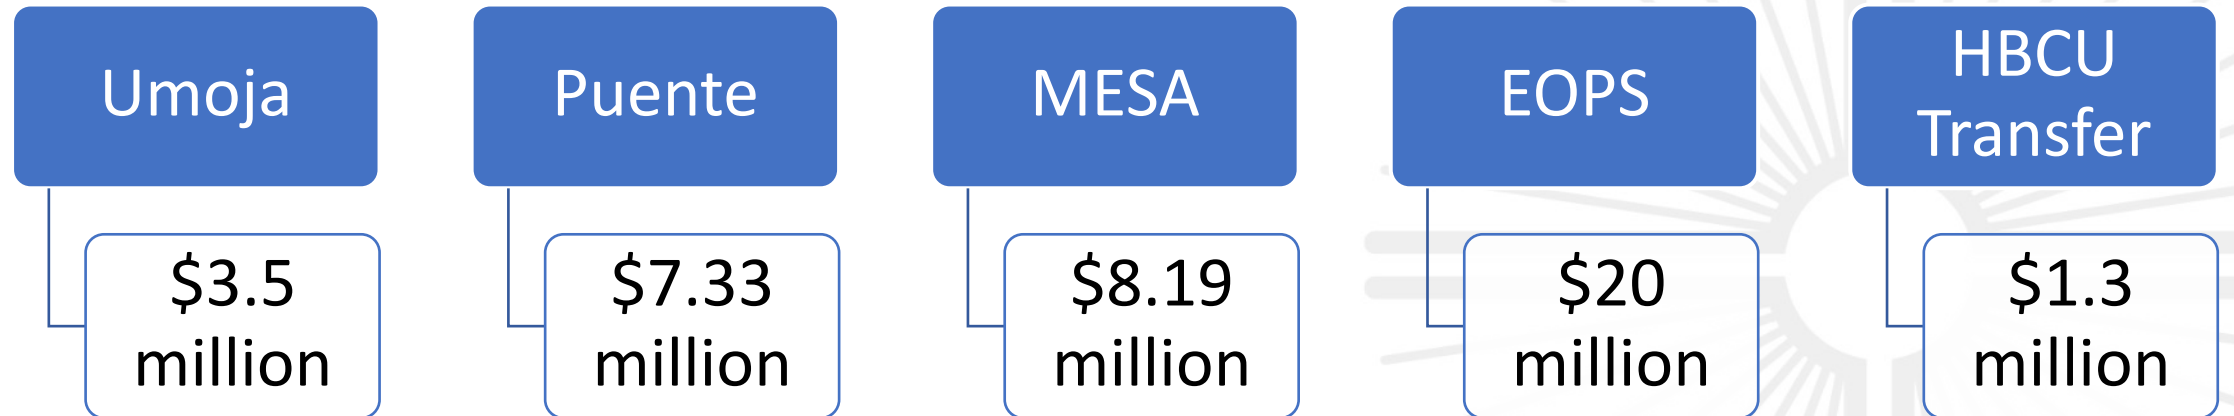 Umoja
$3.5
million
Puente
$7.33
million
MESA
$8.19
million
EOPS
$20
million
HBCU
Transfer
$1.3
million